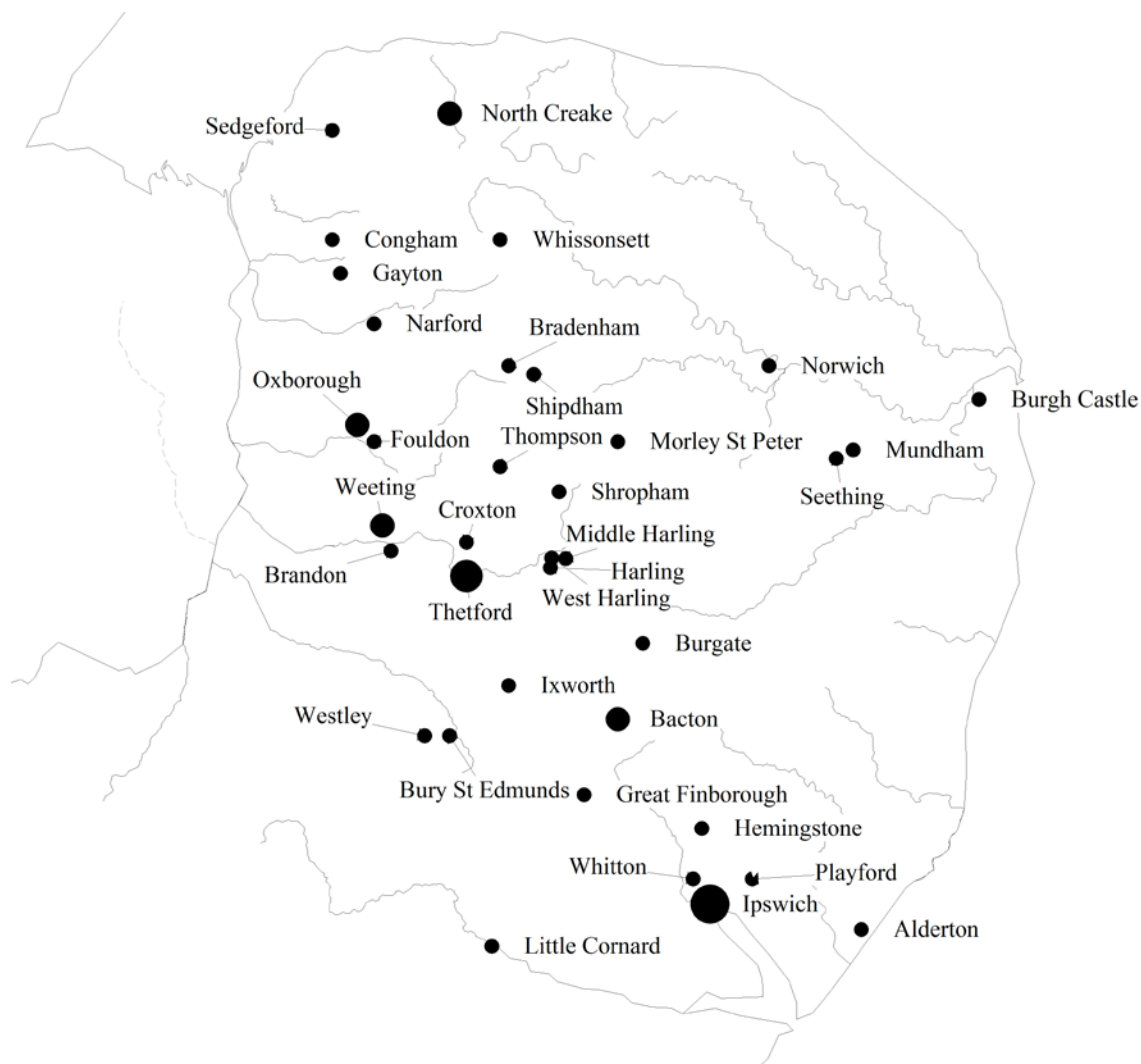 North Creake
Sedgeford
Congham
Whissonsett
Gayton
Narford
Bradenham
Norwich
Oxborough
Burgh Castle
Shipdham
Thompson
Fouldon
Morley St Peter
Mundham
Weeting
Shropham
Seething
Croxton
Middle Harling
Brandon
Harling
West Harling
Thetford
Burgate
Ixworth
Westley
Bacton
Bury St Edmunds
Great Finborough
Hemingstone
Whitton
Playford
Ipswich
Alderton
Little Cornard